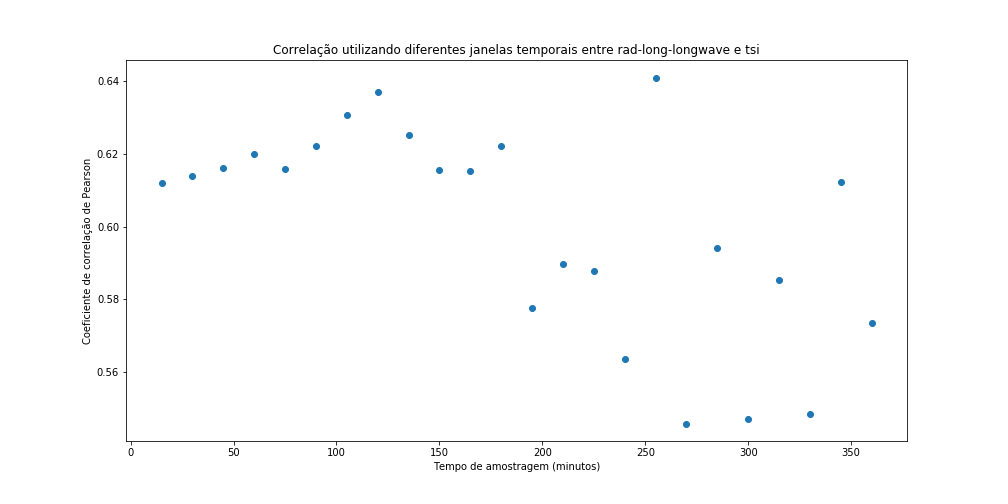 Correlação utilizando diferentes janelas temporais entre rad-long-longwave e tsi
Coeficiente de correlação de Pearson
0.64
0.62
0.60
0.58
0.56
0 50 100 150 200 250 300 350
Tempo de amostragem (minutos)